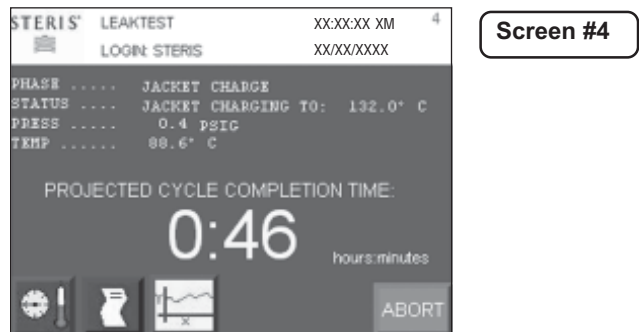 STERIS LEAKTEST XX:XX:XX XM 4
LOGIN: STERIS XX/XX/XXXX
Screen #4
PHASE ..... JACKET CHARGE
STATUS .... JACKET CHARGING TO: 132.0° C
PRESS ..... 0.4 PSIG
TEMP ...... 88.6° C
PROJECTED CYCLE COMPLETION TIME:
0:46
hours:minutes
Y
X
ABORT